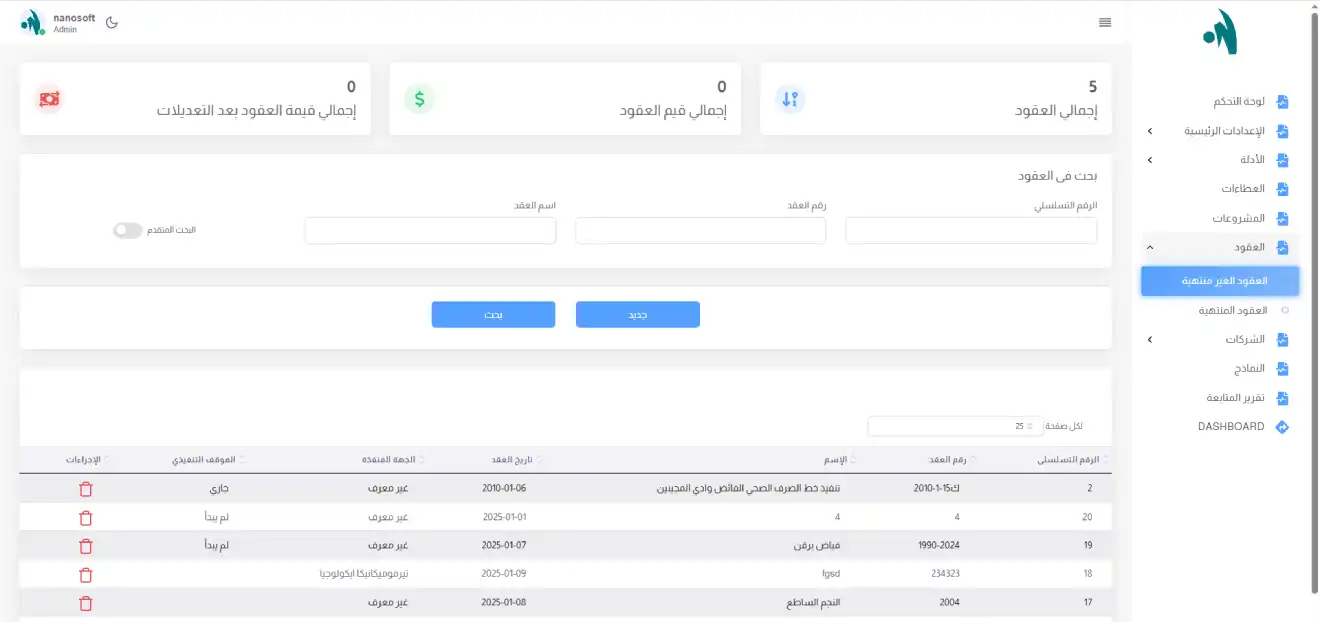 nanosoft
Admin
5
إجمالي العقود
0
إجمالي قيم العقود
0
إجمالي قيمة العقود بعد التعديلات
لوحة التحكم
الإعدادات الرئيسية
الأدلة
العطاءات
المشروعات
العقود
العقود الغير منتهية
العقود المنتهية
الشركات
النماذج
تقرير المتابعة
DASHBOARD
بحث فى العقود
الرقم التسلسلي رقم العقد اسم العقد
البحث المتقدم
جديد بحث
لكل صفحة 25
الرقم التسلسلى رقم العقد الإسم تاريخ العقد الجهه المنفذه الموقف التنفيذي الإجراءات
2 ك15-1-2010 تنفيذ خط الصرف الصحي الفائض وادي المجينين 2010-01-06 غير معرف جاري
20 4 4 2025-01-01 غير معرف لم يبدأ
19 1990-2024 فياض برقن 2025-01-07 غير معرف لم يبدأ
18 234323 fgsd 2025-01-09 تيرموميكانيكا ايكولوجيا
17 2004 النجم الساطع 2025-01-08 غير معرف